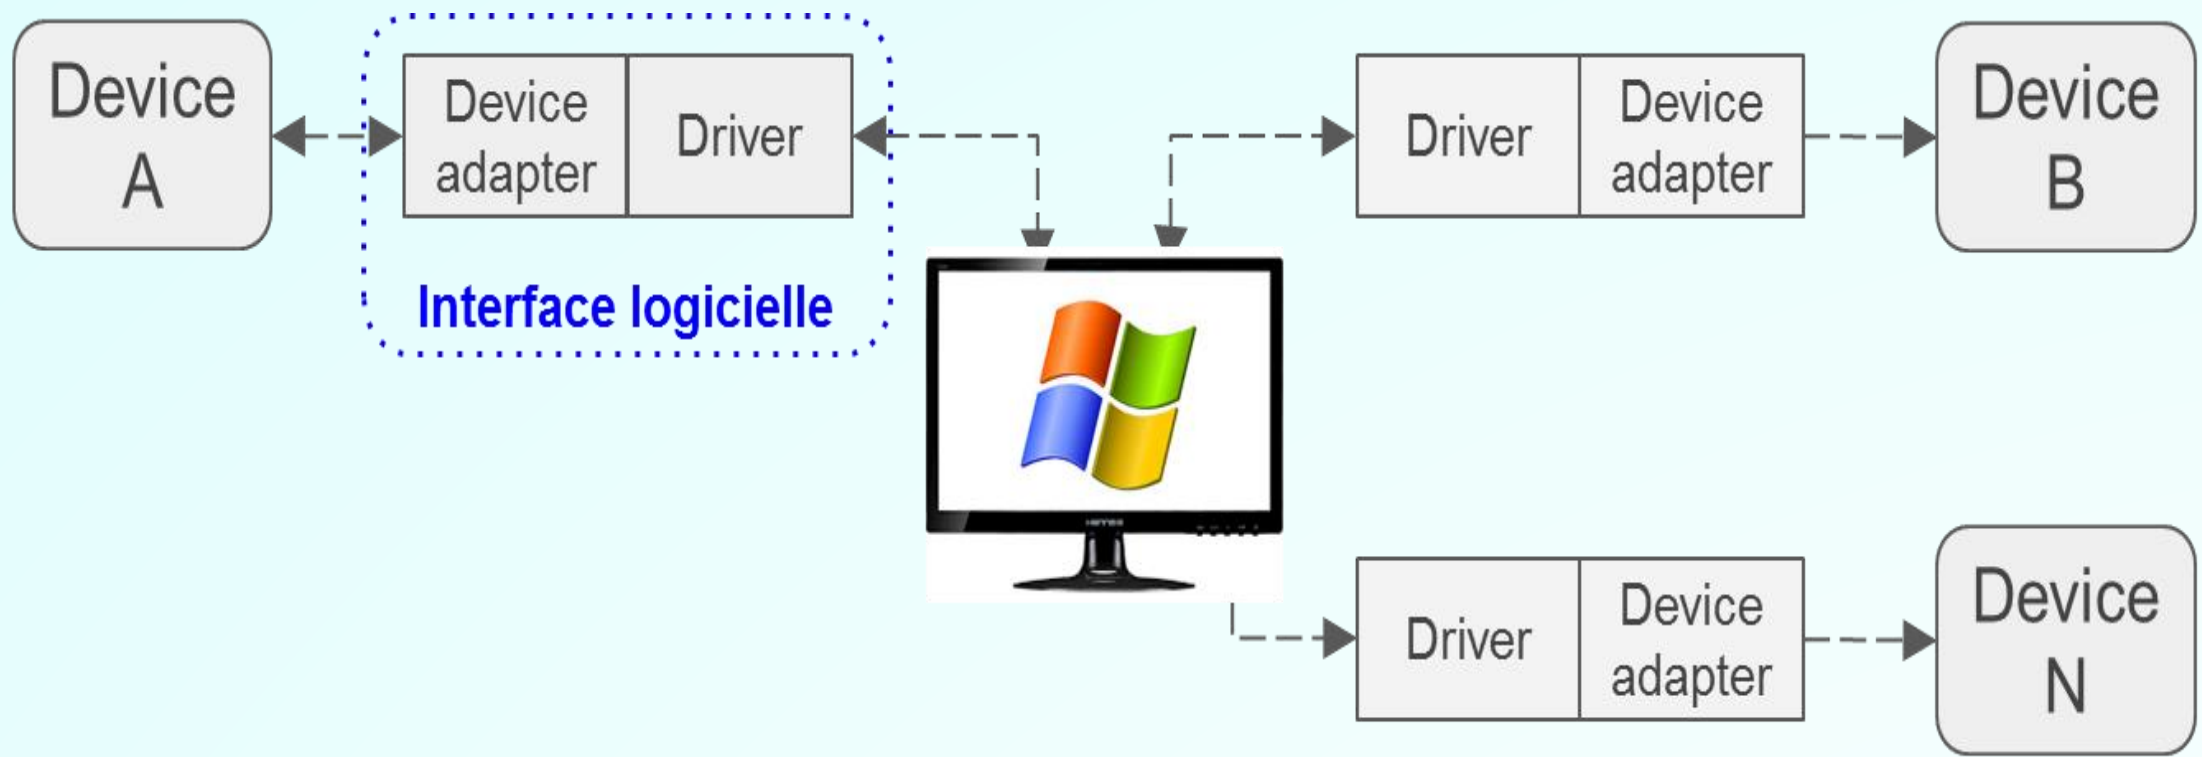 Device
A
Device
adapter
Driver
Interface logicielle
Driver
Device
adapter
Device
B
Driver
Device
adapter
Device
N